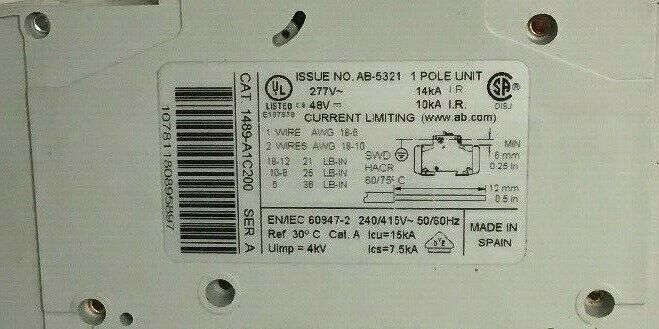 ISSUE NO. AB-5321 1 POLE UNIT
UL
LISTED
E197878
277V~ 14kA I.R.
48V 10kA I.R.
SA
CURRENT LIMITING (www.ab.com)
1 WIRE AWG 18-6
2 WIRES AWG 18-10
18-12 21 LB-IN
10-8 25 LB-IN
6 36 LB-IN
SWD
HACR
60/75°C
MIN
6 mm
0.25 in
12 mm
0.5 in
EN/IEC 60947-2 240/415V~ 50/60Hz
Ref 30° C Cat. A Icu=15kA
Uimp = 4kV Ics=7.5kA
MADE IN
SPAIN
CAT 1489-A1C200 SER A
10781180895897